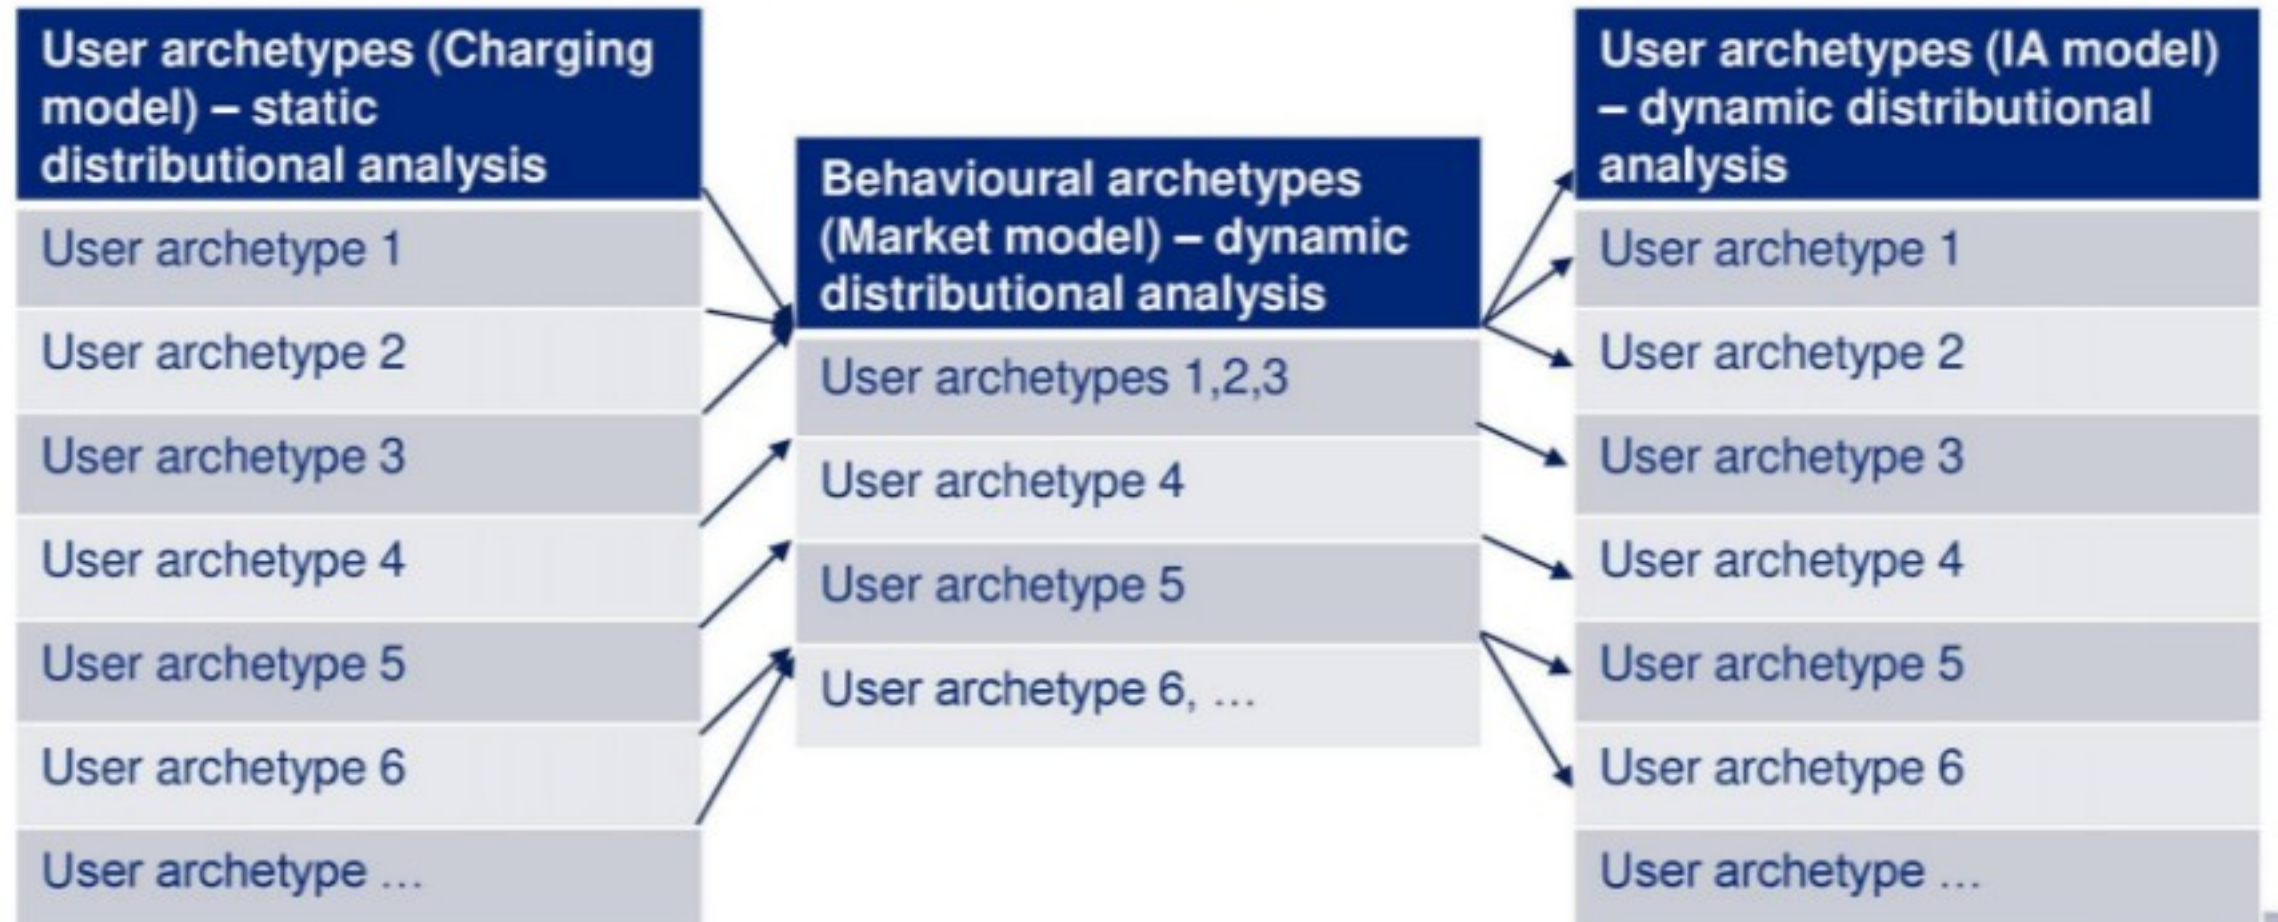 User archetypes (Charging
model) – static
distributional analysis
User archetype 1
User archetype 2
User archetype 3
User archetype 4
User archetype 5
User archetype 6
User archetype ...
Behavioural archetypes
(Market model) – dynamic
distributional analysis
User archetypes 1,2,3
User archetype 4
User archetype 5
User archetype 6, ...
User archetypes (IA model)
– dynamic distributional
analysis
User archetype 1
User archetype 2
User archetype 3
User archetype 4
User archetype 5
User archetype 6
User archetype ...